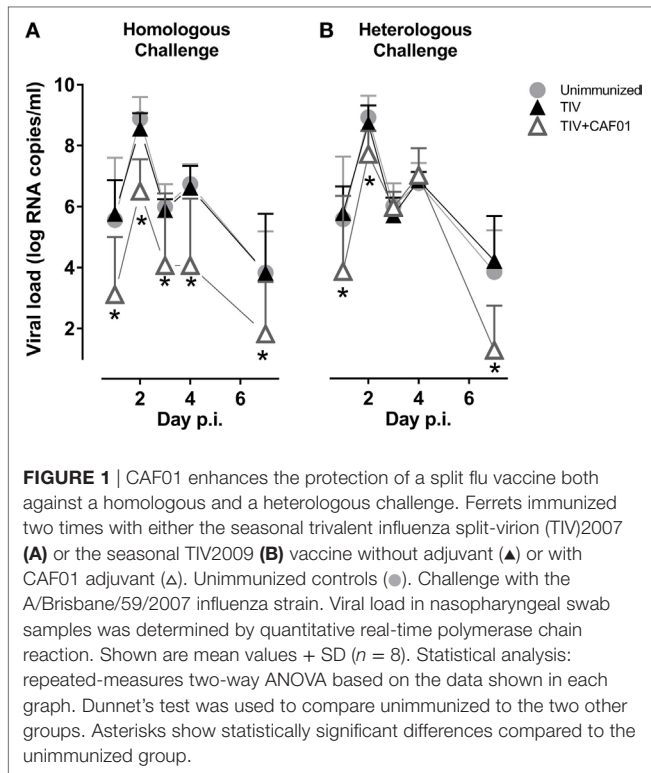 A
Homologous
Challenge
B
Heterologous
Challenge
Unimmunized
TIV
TIV+CAF01
Viral load (log RNA copies/ml)
10
8
6
4
2
*
*
*
*
*
*
*
*
2
4
6
2
4
6
Day p.i.
Day p.i.
FIGURE 1 | CAF01 enhances the protection of a split flu vaccine both
against a homologous and a heterologous challenge. Ferrets immunized
two times with either the seasonal trivalent influenza split-virion (TIV)2007
(A) or the seasonal TIV2009 (B) vaccine without adjuvant (▲) or with
CAF01 adjuvant (△). Unimmunized controls (●). Challenge with the
A/Brisbane/59/2007 influenza strain. Viral load in nasopharyngeal swab
samples was determined by quantitative real-time polymerase chain
reaction. Shown are mean values + SD (n = 8). Statistical analysis:
repeated-measures two-way ANOVA based on the data shown in each
graph. Dunnet's test was used to compare unimmunized to the two other
groups. Asterisks show statistically significant differences compared to the
unimmunized group.